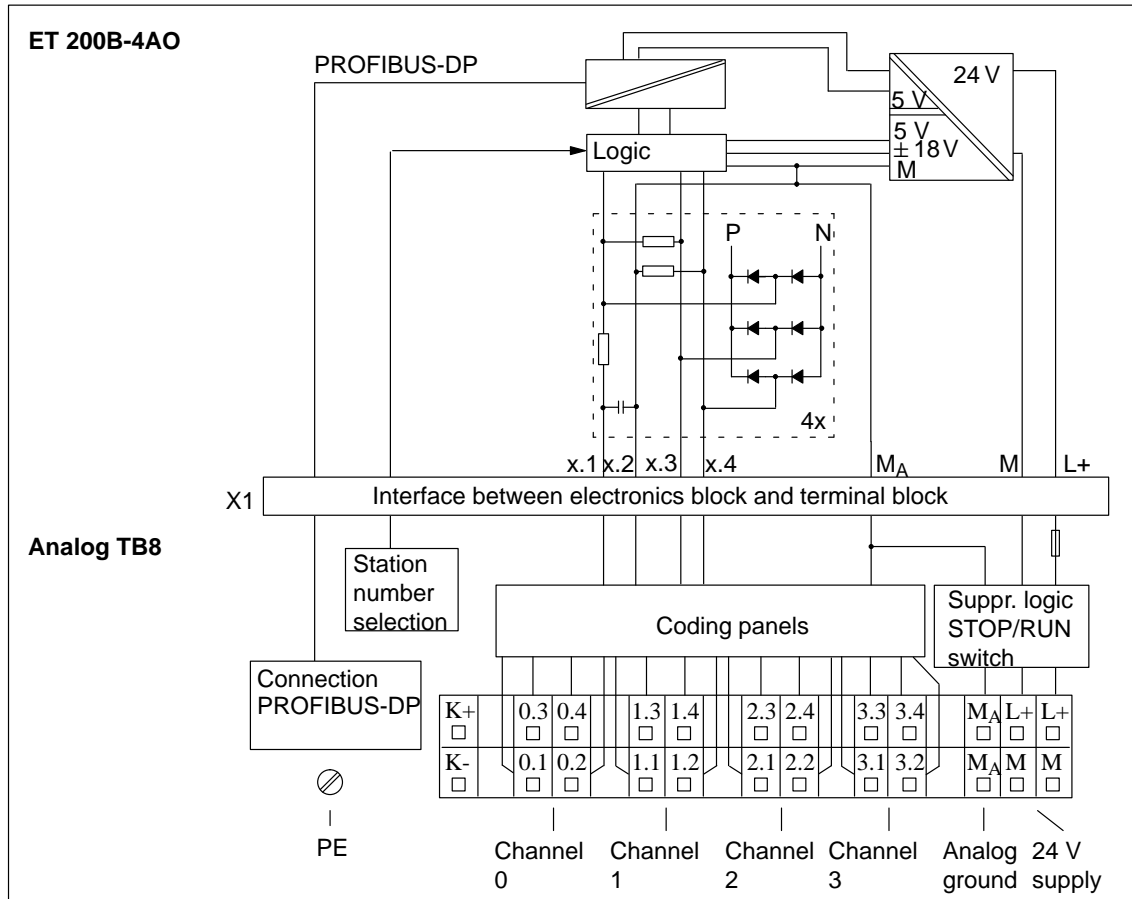 ET 200B-4AO
PROFIBUS-DP
24 V
5 V
5 V
± 18 V
M
Logic
P
N
4x
x.1 x.2 x.3 x.4 MA M L+
X1
Interface between electronics block and terminal block
Analog TB8
Station
number
selection
Coding panels
Suppr. logic
STOP/RUN
switch
Connection
PROFIBUS-DP
K+ 0.3 0.4 1.3 1.4 2.3 2.4 3.3 3.4 MA L+ L+
K- 0.1 0.2 1.1 1.2 2.1 2.2 3.1 3.2 MA M M
PE
Channel
0
Channel
1
Channel
2
Channel
3
Analog
ground
24 V
supply